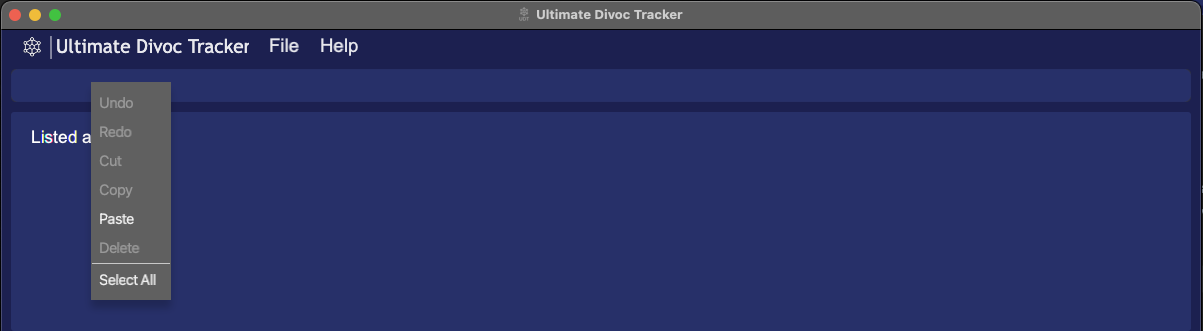 Ultimate Divoc Tracker
Ultimate Divoc Tracker File Help
Undo
Listed a
Redo
Cut
Copy
Paste
Delete
Select All